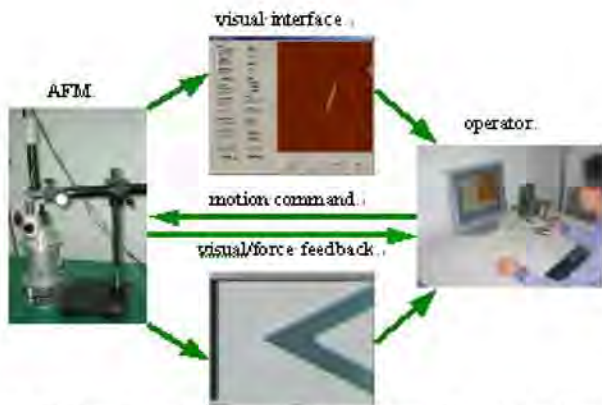 visual interface.
AFM.
operator.
motion command.
visual/force feedback.